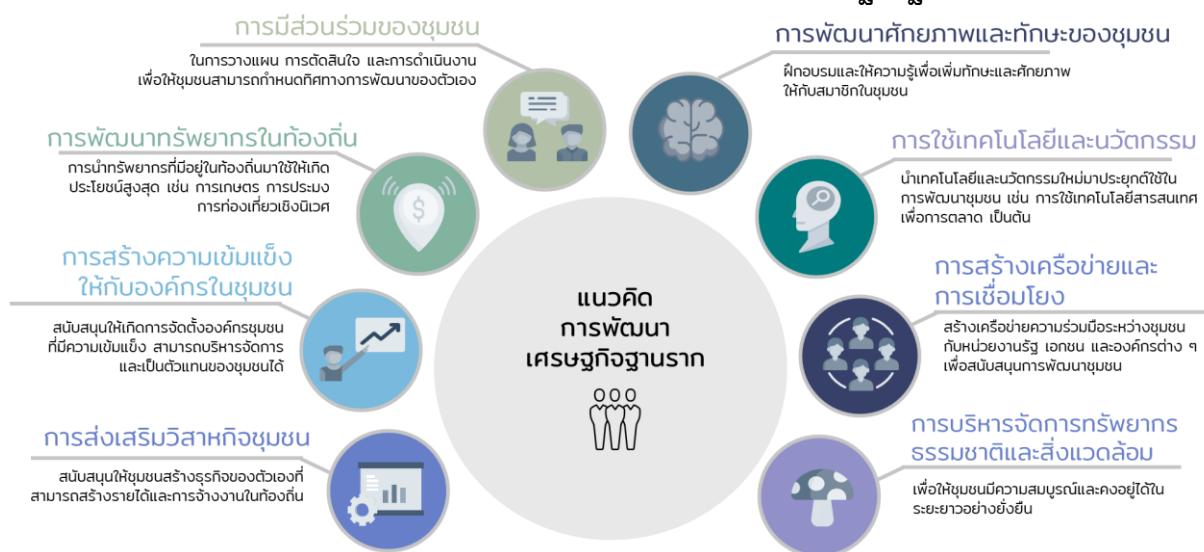 การมีส่วนร่วมของชุมชน
ในการวางแผน การตัดสินใจ และการดำเนินงาน
เพื่อให้ชุมชนสามารถกำหนดทิศทางการพัฒนาของตัวเอง
การพัฒนาทรัพยากรในท้องถิ่น
การนำทรัพยากรที่มีอยู่ในท้องถิ่นมาใช้ให้เกิด
ประโยชน์สูงสุด เช่น การเกษตร การประมง
การท่องเที่ยวเชิงนิเวศ
การสร้างความเข้มแข็ง
ให้กับองค์กรในชุมชน
สนับสนุนให้เกิดการจัดตั้งองค์กรชุมชน
ที่มีความเข้มแข็ง สามารถบริหารจัดการ
และเป็นตัวแทนของชุมชนได้
การส่งเสริมวิสาหกิจชุมชน
สนับสนุนให้ชุมชนสร้างธุรกิจของตัวเองที่
สามารถสร้างรายได้และการจ้างงานในท้องถิ่น
แนวคิด
การพัฒนา
เศรษฐกิจฐานราก
การพัฒนาศักยภาพและทักษะของชุมชน
ฝึกอบรมและให้ความรู้เพื่อเพิ่มทักษะและศักยภาพ
ให้กับสมาชิกในชุมชน
การใช้เทคโนโลยีและนวัตกรรม
นำเทคโนโลยีและนวัตกรรมใหม่มาประยุกต์ใช้ใน
การพัฒนาชุมชน เช่น การใช้เทคโนโลยีสารสนเทศ
เพื่อการตลาด เป็นต้น
การสร้างเครือข่ายและ
การเชื่อมโยง
สร้างเครือข่ายความร่วมมือระหว่างชุมชน
กับหน่วยงานรัฐ เอกชน และองค์กรต่าง ๆ
เพื่อสนับสนุนการพัฒนาชุมชน
การบริหารจัดการทรัพยากร
ธรรมชาติและสิ่งแวดล้อม
เพื่อให้ชุมชนมีความสมบูรณ์และคงอยู่ได้ใน
ระยะยาวอย่างยั่งยืน